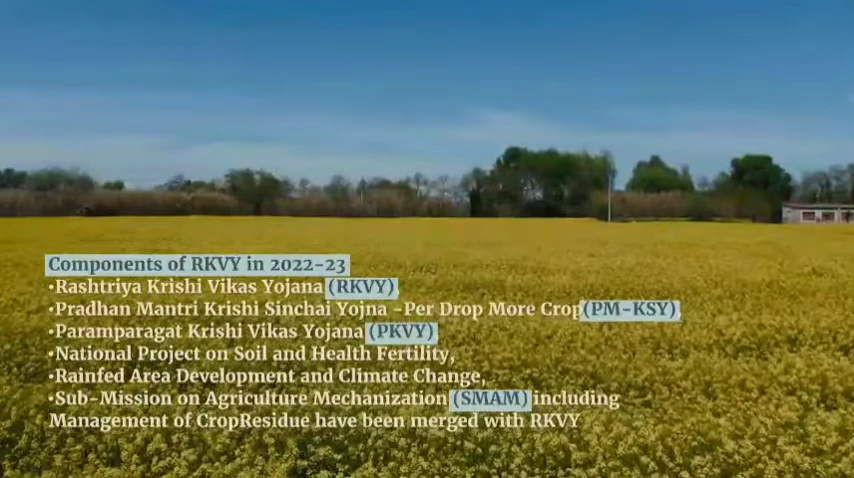 Components of RKVY in 2022-23
•Rashtriya Krishi Vikas Yojana (RKVY),
•Pradhan Mantri Krishi Sinchai Yojna -Per Drop More Crop(PM-KSY),
•Paramparagat Krishi Vikas Yojana (PKVY)
•National Project on Soil and Health Fertility,
•Rainfed Area Development and Climate Change,
•Sub-Mission on Agriculture Mechanization (SMAM) including
Management of CropResidue have been merged with RKVY